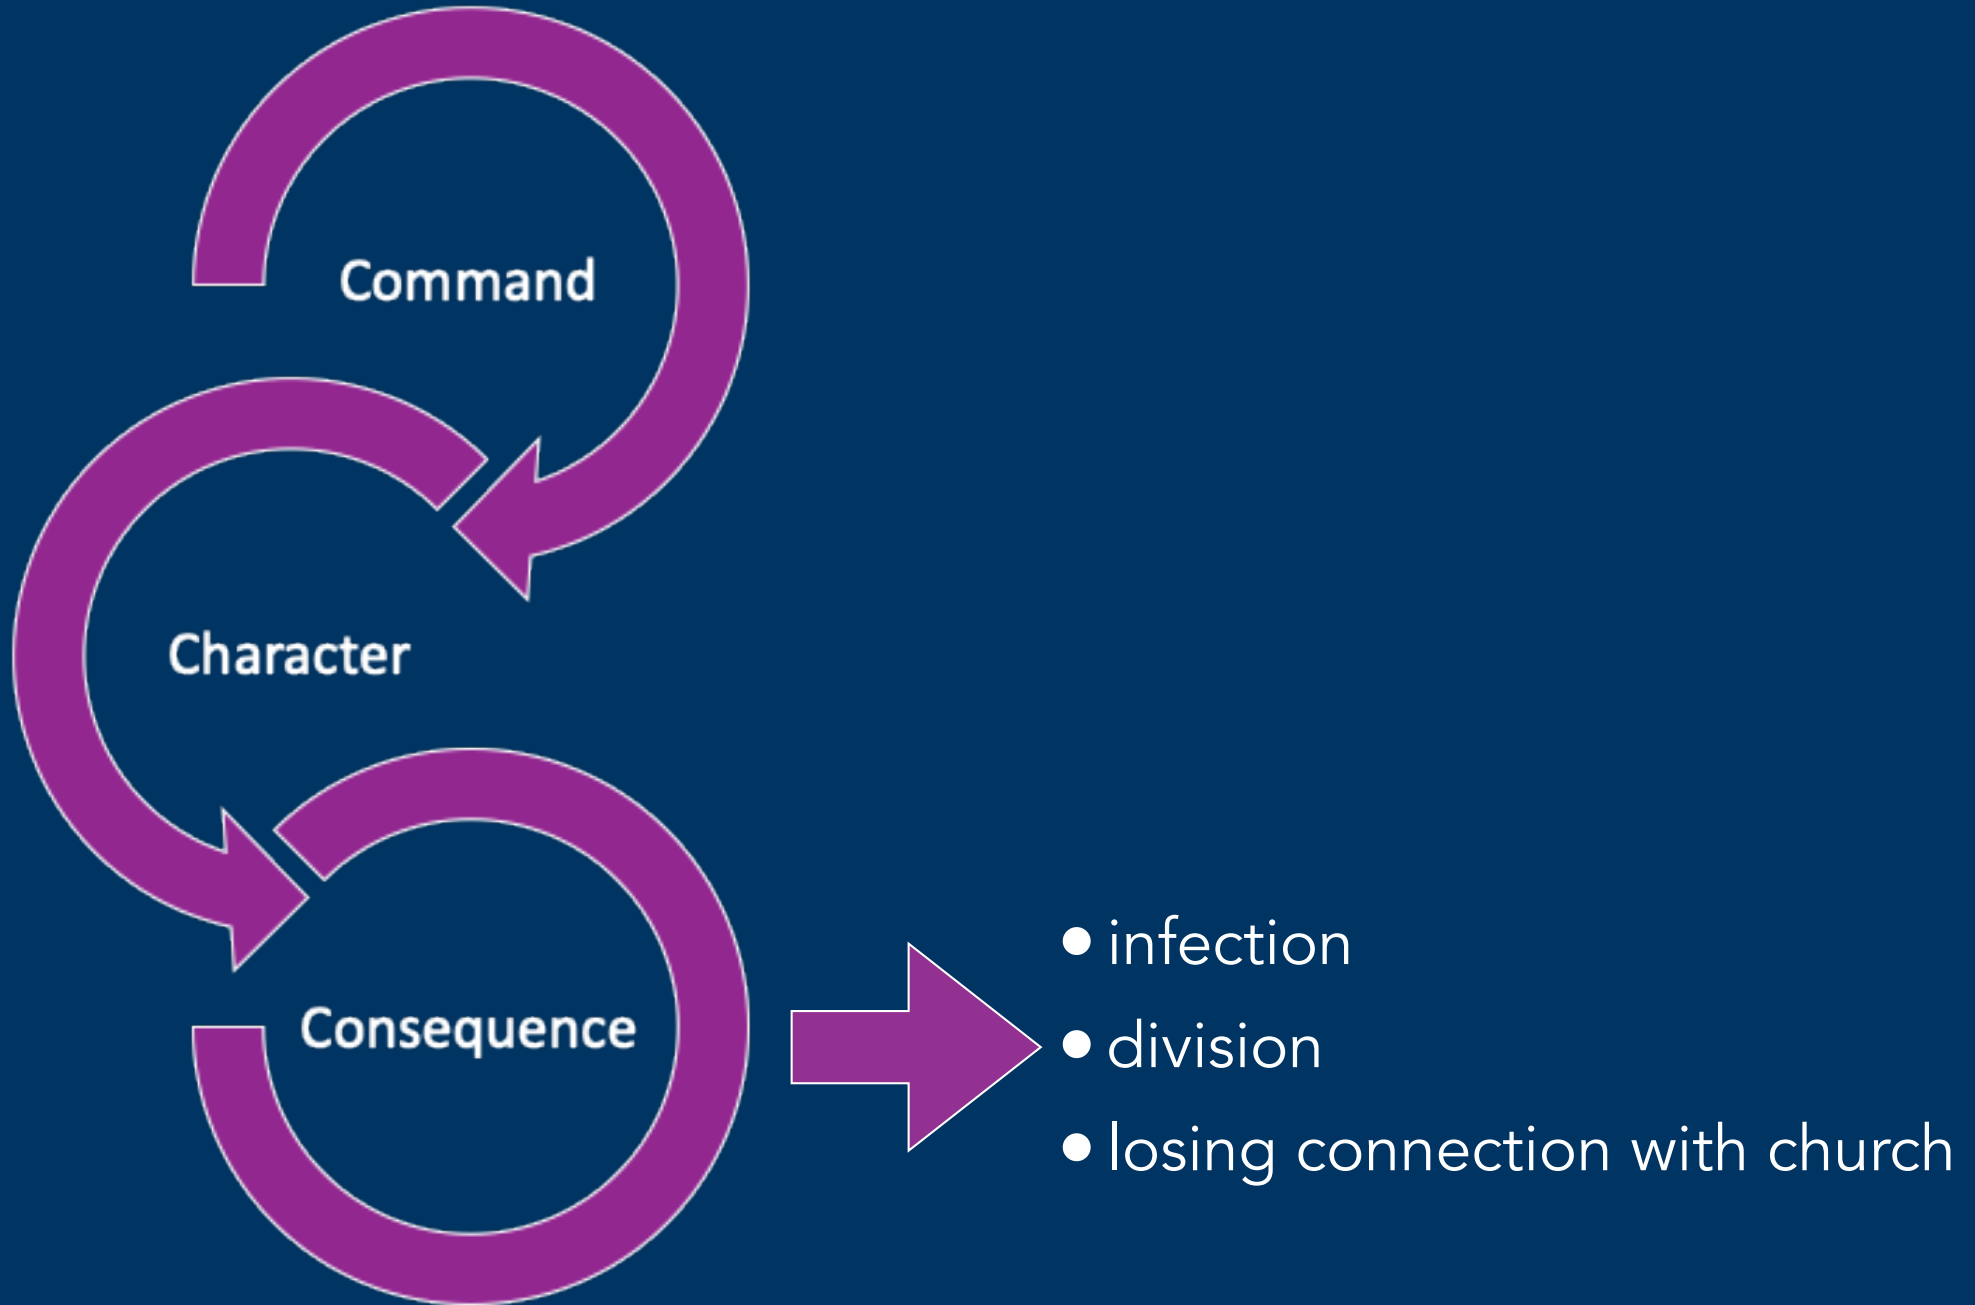 Command
Character
Consequence
• infection
• division
• losing connection with church